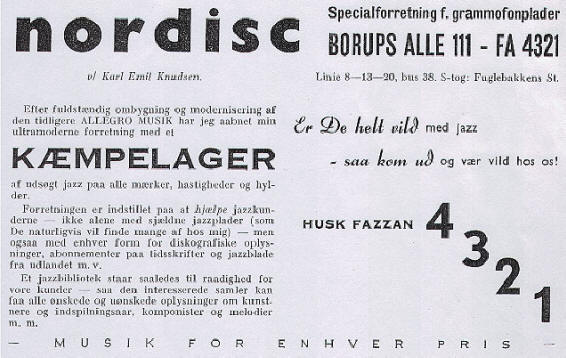 nordisc
Specialforretning f. grammofonplader
BORUPS ALLE 111 - FA 4321
v/ Karl Emil Knudsen.
Linie 8—13—20, bus 38. S-tog: Fuglebakkens St.
Efter fuldstændig ombygning og modernisering af
den tidligere ALLEGRO MUSIK har jeg aabnet min
ultramoderne forretning med et
KÆMPELAGER
af udsøgt jazz paa alle mærker, hastigheder og hyl-
der.
Forretningen er indstillet paa at hjælpe jazzkun-
derne — ikke alene med sjældne jazzplader (som
De naturligvis vil finde mange af hos mig) — men
ogsaa med enhver form for diskografiske oplys-
ninger, abonnementer paa tidsskrifter og jazzblade
fra udlandet m. v.
Et jazzbibliotek staar saaledes til raadighed for
vore kunder — saa den interesserede samler kan
faa alle ønskede og uønskede oplysninger om kunst-
nere og indspilningsaar, komponister og melodier
m. m.
Er De helt vild med jazz
- saa kom ud og vær vild hos os!
HUSK FAZZAN 4
3
2
1
— MUSIK FOR ENHVER PRIS —